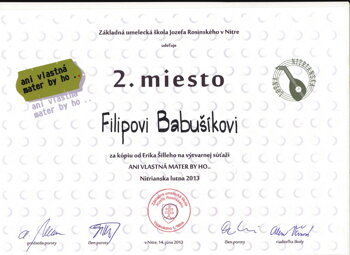 Základná umelecká škola Jozefa Rosinského v Nitre
udeľuje
ani vlastná
mater by ho ..
ani vlastná
mater by ho ..
2. miesto
Filipovi Babušíkovi
za kópiu od Erika Šilleho na výtvarnej súťaži
ANI VLASTNÁ MATER BY HO..
Nitrianska lutna 2013
predseda poroty
člen poroty
v Nitre, 14. júna 2013
člen poroty
riaditeľ školy